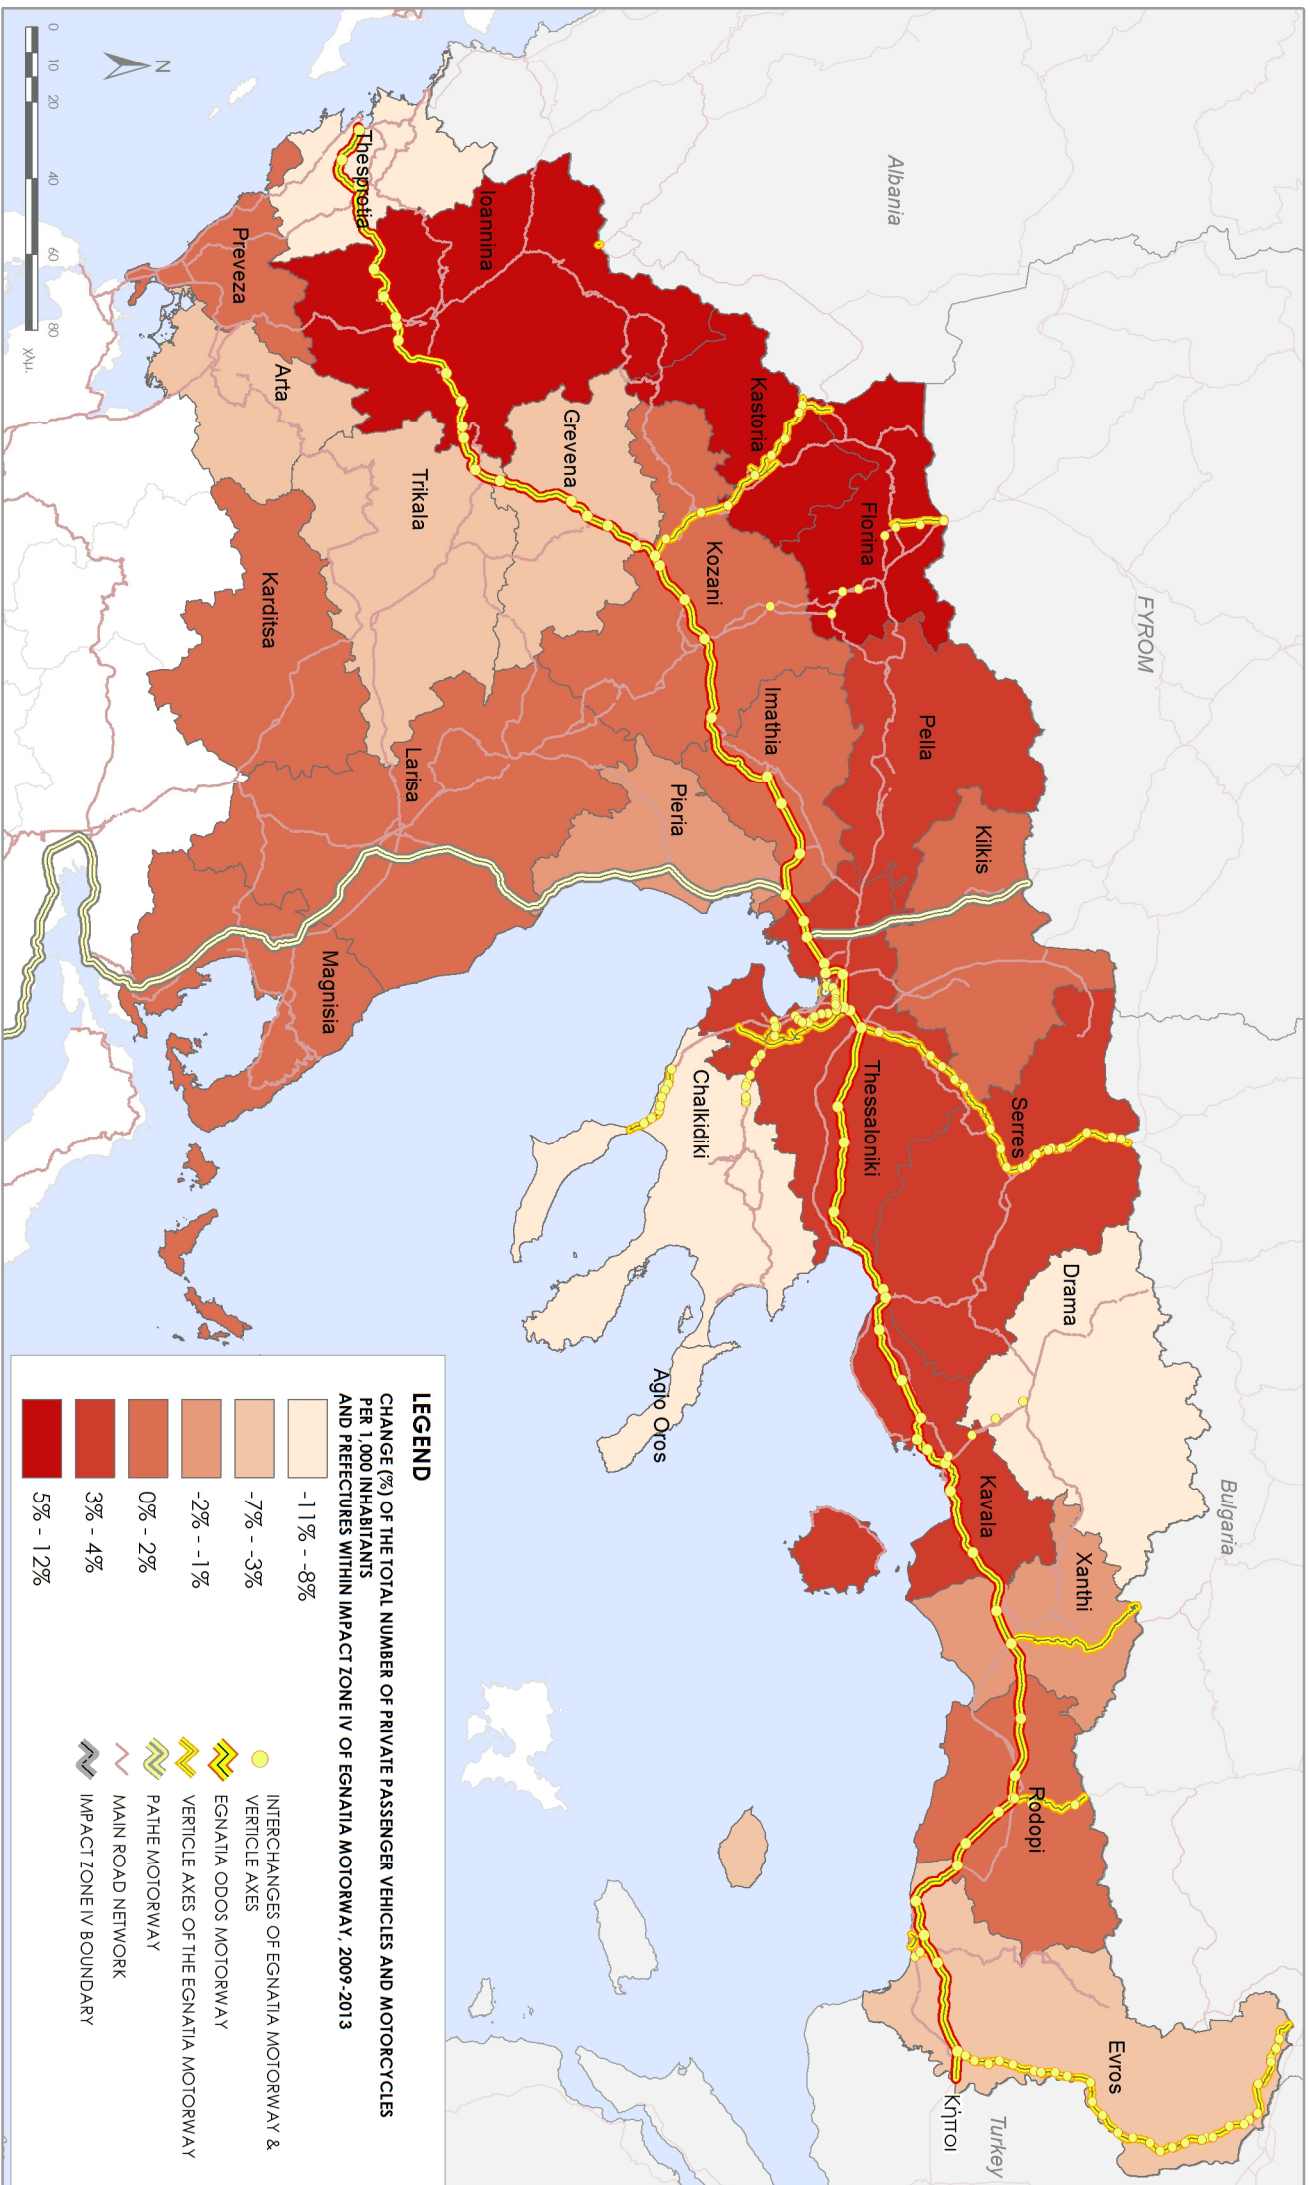 Albania
FYROM
Bulgaria
Turkey
Thesprotia
Ioannina
Preveza
Arta
Kastoria
Florina
Grevena
Trikala
Kozani
Karditsa
Imathia
Pella
Larisa
Pieria
Kilkis
Magnisia
Thessaloniki
Serres
Chalkidiki
Agio Oros
Drama
Kavala
Xanthi
Rodopi
Evros
Κήποι
N
0 10 20 40 60 80
χλμ.
LEGEND
CHANGE (%) OF THE TOTAL NUMBER OF PRIVATE PASSENGER VEHICLES AND MOTORCYCLES
PER 1,000 INHABITANTS
AND PREFECTURES WITHIN IMPACT ZONE IV OF EGNATIA MOTORWAY, 2009-2013
-11% - -8%
-7% - -3%
-2% - -1%
0% - 2%
3% - 4%
5% - 12%
INTERCHANGES OF EGNATIA MOTORWAY &
VERTICLE AXES
EGNATIA ODOS MOTORWAY
VERTICLE AXES OF THE EGNATIA MOTORWAY
PATHE MOTORWAY
MAIN ROAD NETWORK
IMPACT ZONE IV BOUNDARY